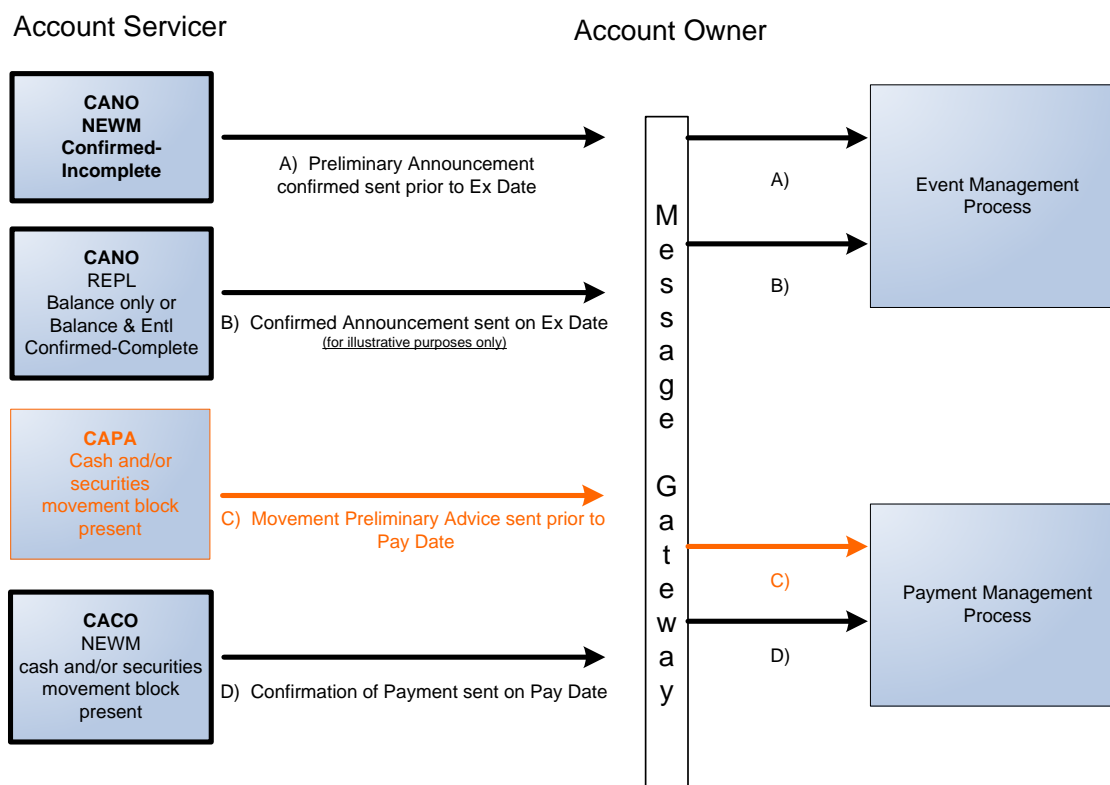 Account Servicer
Account Owner
CANO
NEWM
Confirmed-
Incomplete
A) Preliminary Announcement
confirmed sent prior to Ex Date
CANO
REPL
Balance only or
Balance & Entl
Confirmed-Complete
B) Confirmed Announcement sent on Ex Date
(for illustrative purposes only)
CAPA
Cash and/or
securities
movement block
present
C) Movement Preliminary Advice sent prior to
Pay Date
CACO
NEWM
cash and/or securities
movement block
present
D) Confirmation of Payment sent on Pay Date
Message Gateway
A)
B)
Event Management
Process
C)
D)
Payment Management
Process